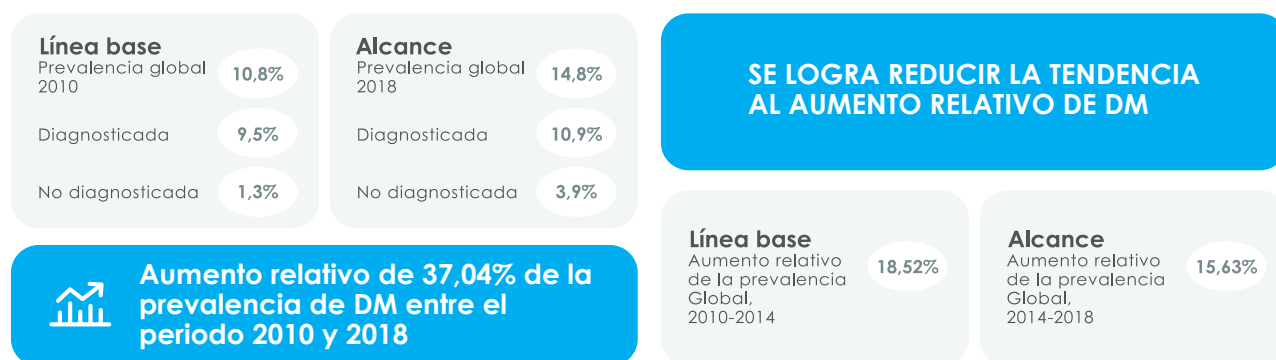 Línea base
Prevalencia global
2010
10,8%
Diagnosticada
9,5%
No diagnosticada
1,3%
Alcance
Prevalencia global
2018
14,8%
Diagnosticada
10,9%
No diagnosticada
3,9%
Aumento relativo de 37,04% de la
prevalencia de DM entre el
periodo 2010 y 2018
SE LOGRA REDUCIR LA TENDENCIA
AL AUMENTO RELATIVO DE DM
Línea base
Aumento relativo
de la prevalencia
Global,
2010-2014
18,52%
Alcance
Aumento relativo
de la prevalencia
Global,
2014-2018
15,63%